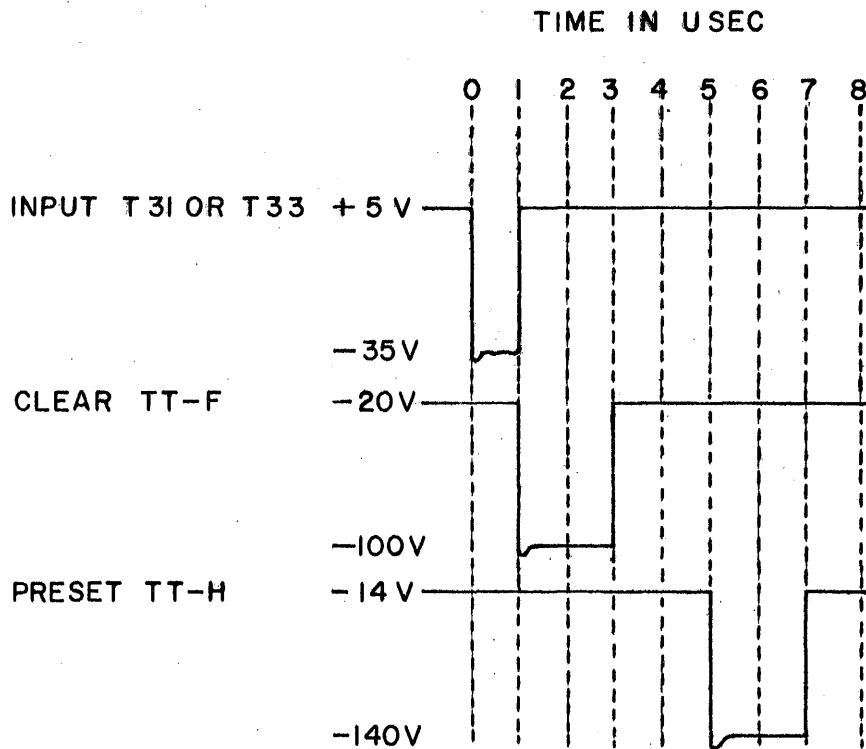 TIME IN USEC
0 1 2 3 4 5 6 7 8
INPUT T31 OR T33 + 5 V
-35V
CLEAR TT-F -20V
-100V
PRESET TT-H -14V
-140V